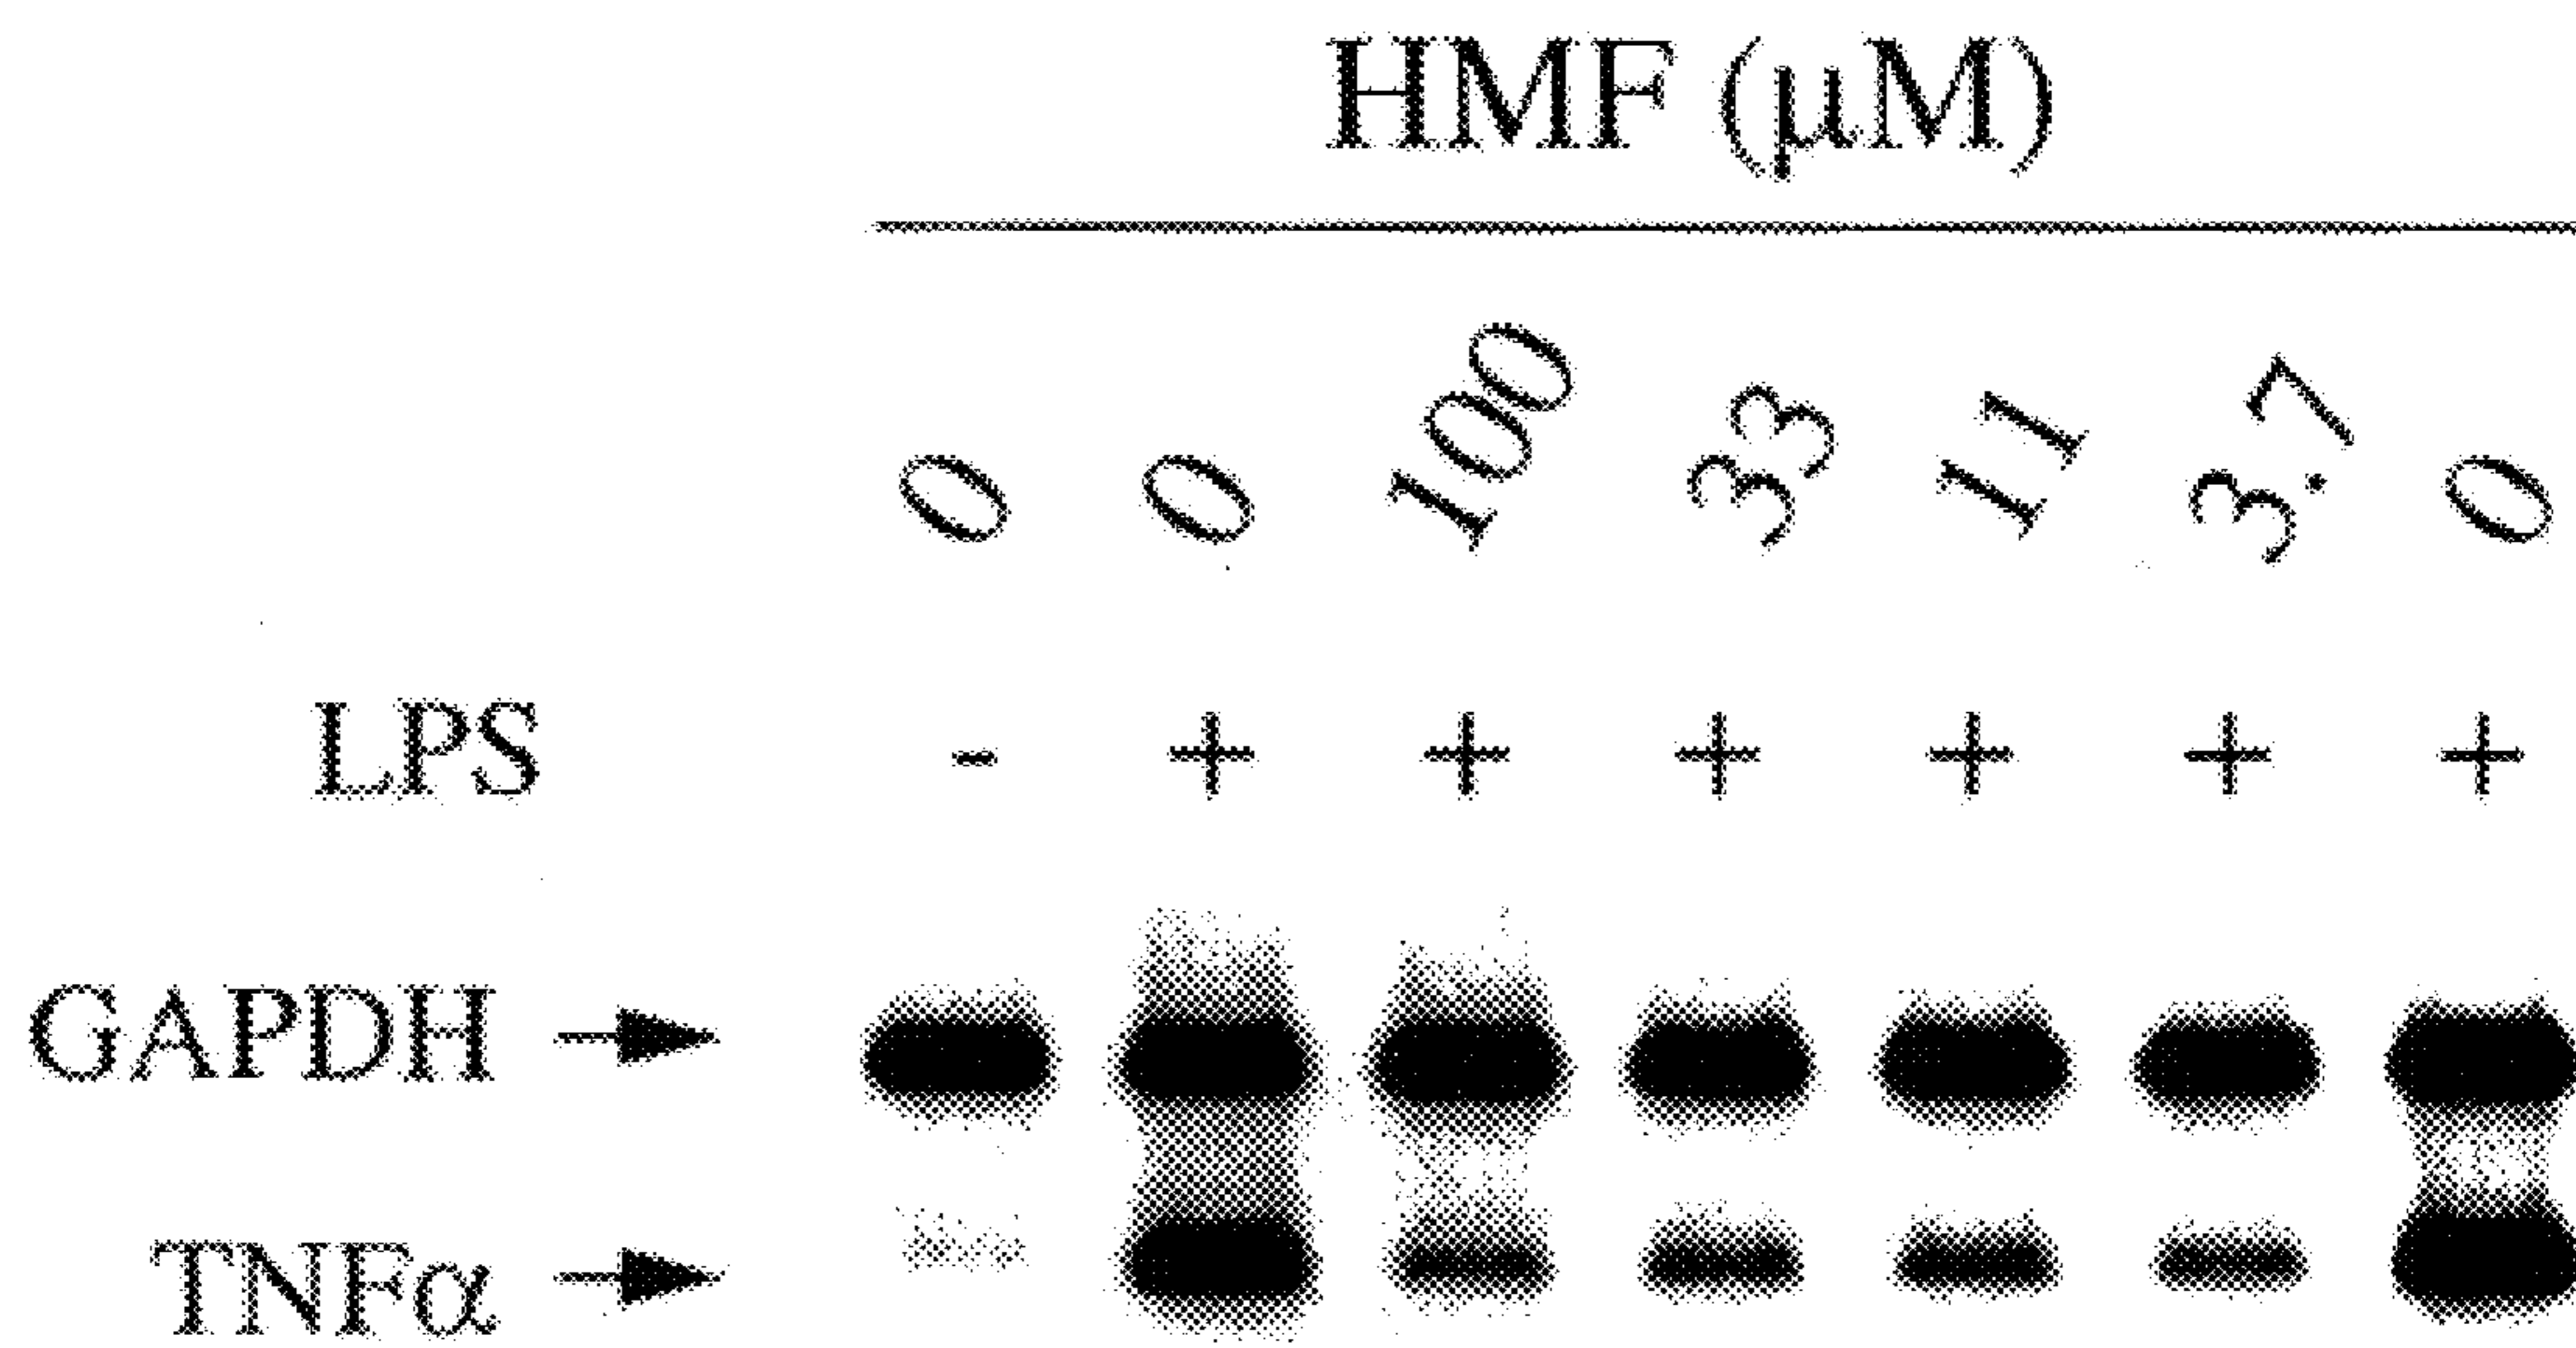 HMF (µM)
0 0 100 33 11 3.7 0
LPS - + + + + + +
GAPDH
TNFα